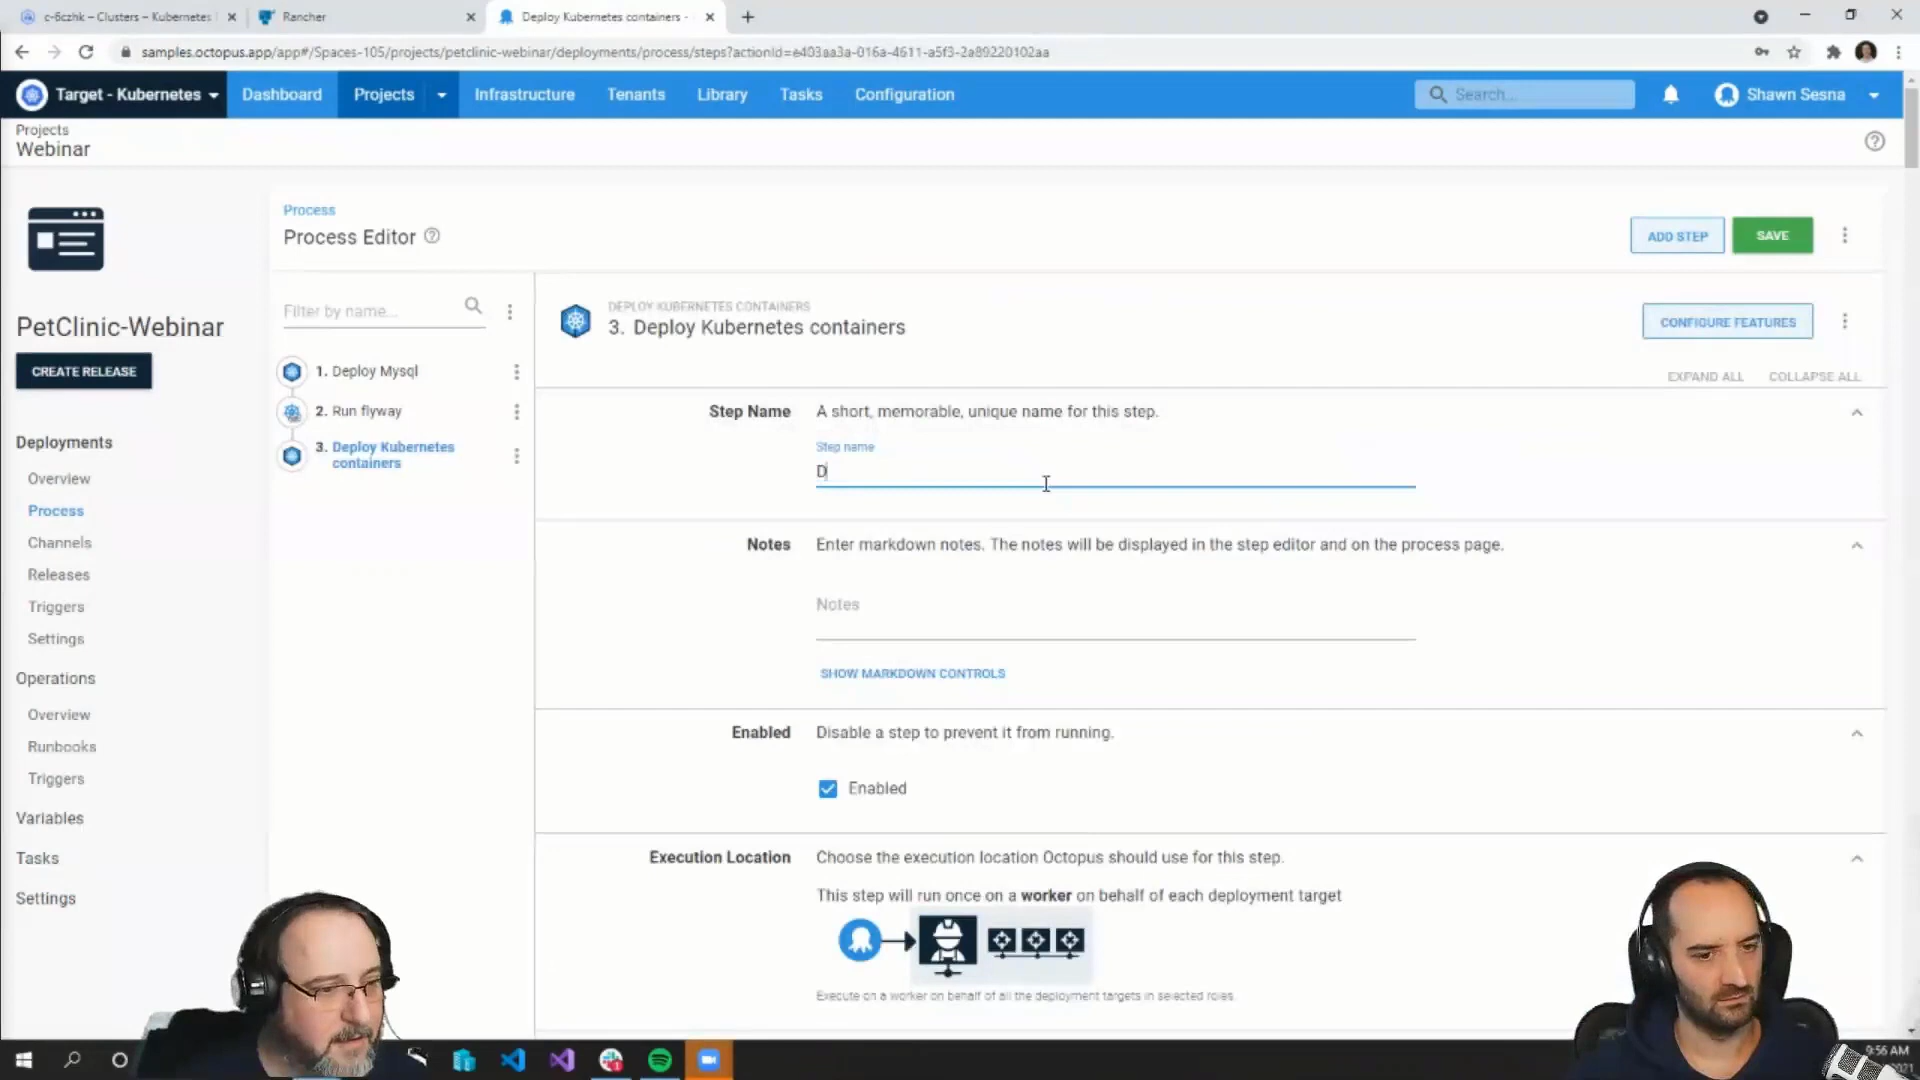 c-6czhk – Clusters – Kubernetes
Rancher
Deploy Kubernetes containers -
samples.octopus.app/app#/Spaces-105/projects/petclinic-webinar/deployments/process/steps?actionId=e403aa3a-016a-4611-a5f3-2a89220102aa
Target - Kubernetes
Dashboard
Projects
Infrastructure
Tenants
Library
Tasks
Configuration
Search...
Shawn Sesna
Projects
Webinar
PetClinic-Webinar
CREATE RELEASE
Deployments
Overview
Process
Channels
Releases
Triggers
Settings
Operations
Overview
Runbooks
Triggers
Variables
Tasks
Settings
Process
Process Editor
ADD STEP
SAVE
Filter by name...
1. Deploy Mysql
2. Run flyway
3. Deploy Kubernetes
containers
DEPLOY KUBERNETES CONTAINERS
3. Deploy Kubernetes containers
CONFIGURE FEATURES
EXPAND ALL
COLLAPSE ALL
Step Name
A short, memorable, unique name for this step.
Step name
D
Notes
Enter markdown notes. The notes will be displayed in the step editor and on the process page.
Notes
SHOW MARKDOWN CONTROLS
Enabled
Disable a step to prevent it from running.
Enabled
Execution Location
Choose the execution location Octopus should use for this step.
This step will run once on a worker on behalf of each deployment target
Execute on a worker on behalf of all the deployment targets in selected roles.
9:56 AM